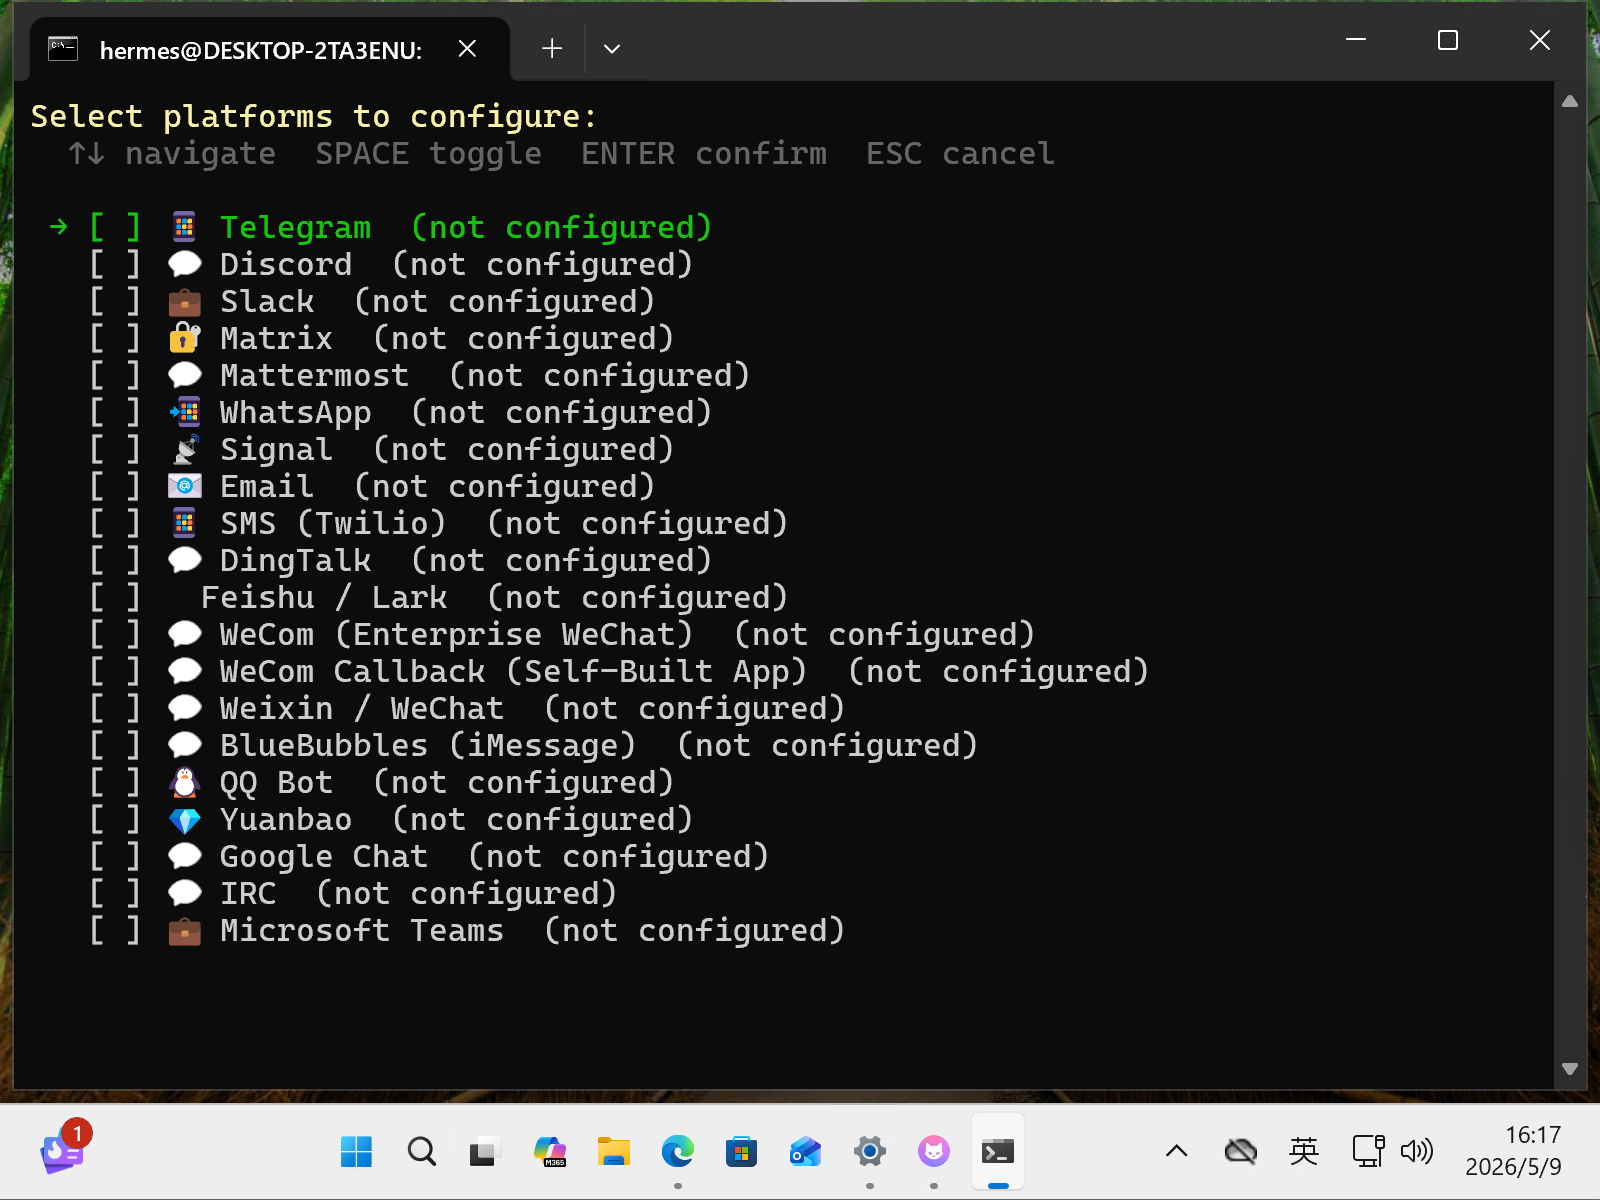 hermes@DESKTOP-2TA3ENU:
Select platforms to configure:
↑↓ navigate  SPACE toggle  ENTER confirm  ESC cancel
→ [ ] Telegram  (not configured)
[ ] Discord  (not configured)
[ ] Slack  (not configured)
[ ] Matrix  (not configured)
[ ] Mattermost  (not configured)
[ ] WhatsApp  (not configured)
[ ] Signal  (not configured)
[ ] Email  (not configured)
[ ] SMS (Twilio)  (not configured)
[ ] DingTalk  (not configured)
[ ] Feishu / Lark  (not configured)
[ ] WeCom (Enterprise WeChat)  (not configured)
[ ] WeCom Callback (Self-Built App)  (not configured)
[ ] Weixin / WeChat  (not configured)
[ ] BlueBubbles (iMessage)  (not configured)
[ ] QQ Bot  (not configured)
[ ] Yuanbao  (not configured)
[ ] Google Chat  (not configured)
[ ] IRC  (not configured)
[ ] Microsoft Teams  (not configured)
1
M365
英
16:17
2026/5/9